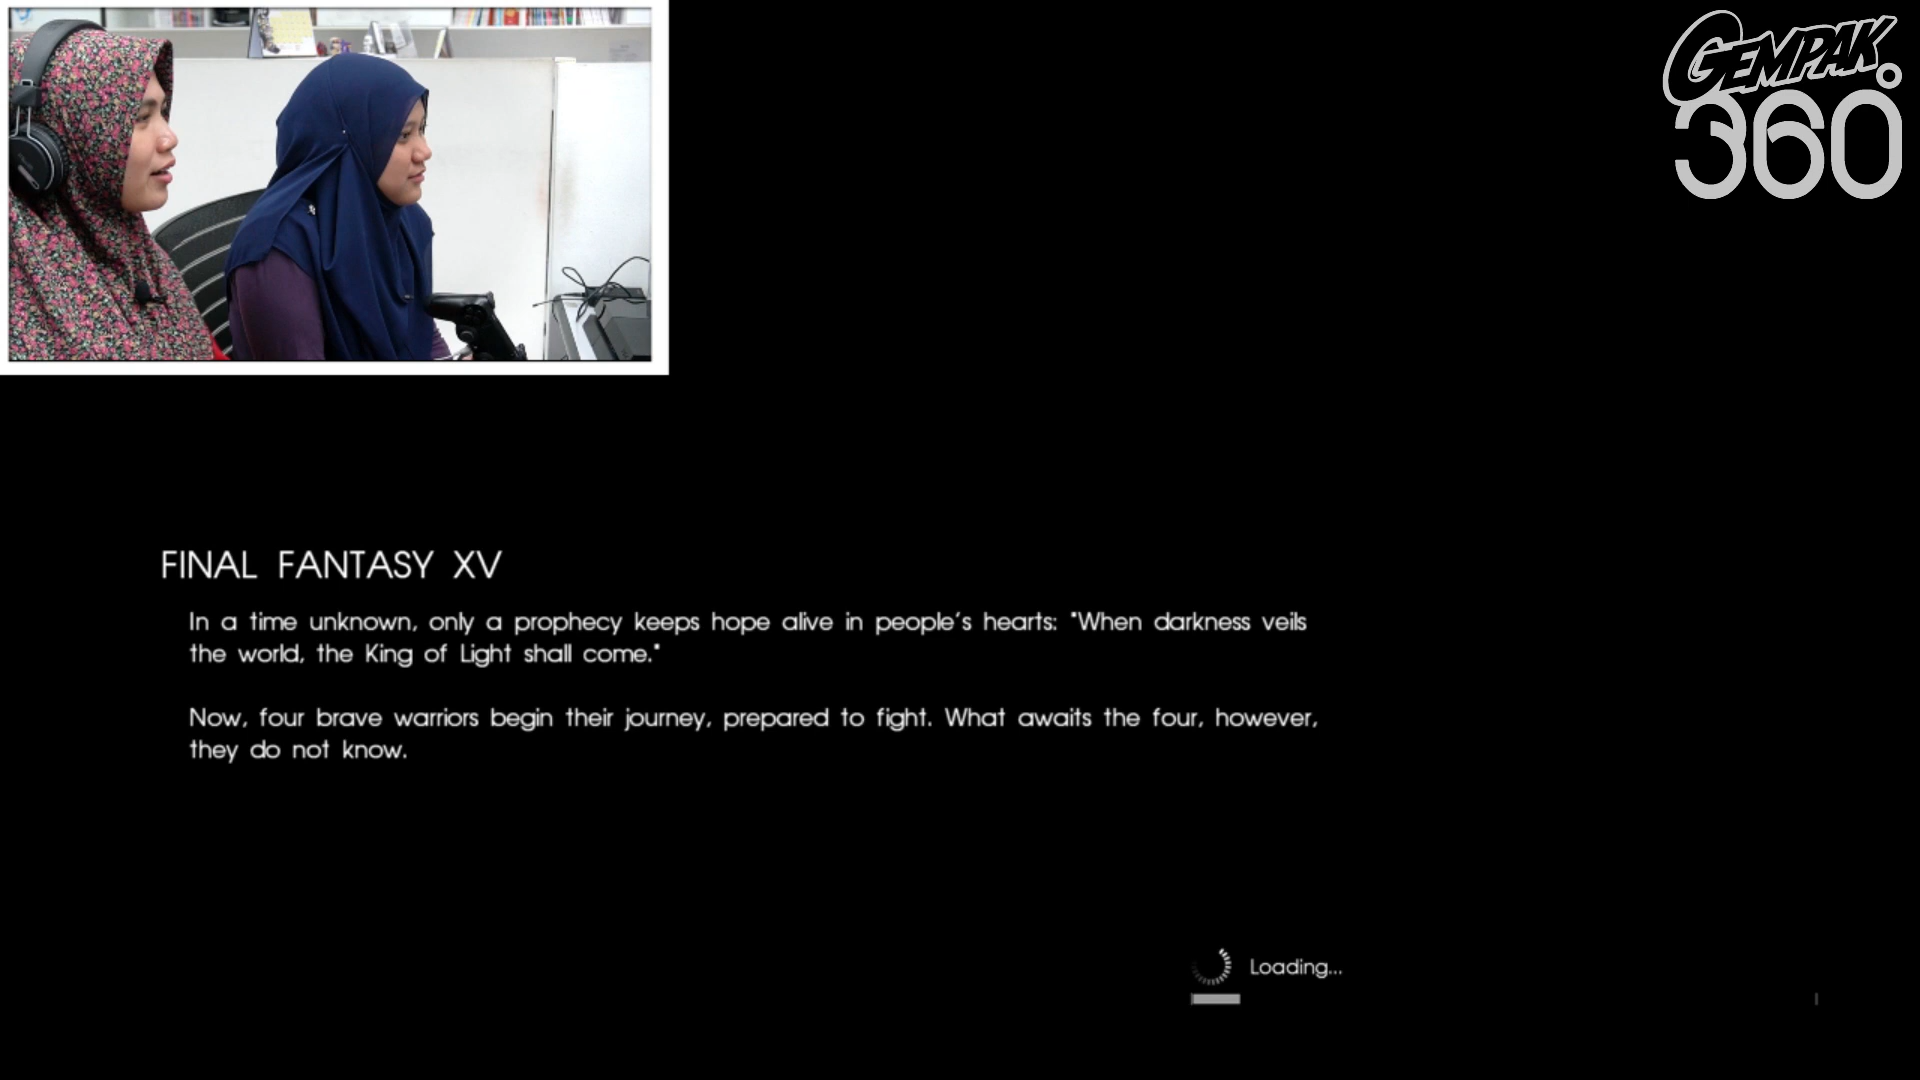 GEMPAK
360°
FINAL FANTASY XV
In a time unknown, only a prophecy keeps hope alive in people's hearts: "When darkness veils
the world, the King of Light shall come."
Now, four brave warriors begin their journey, prepared to fight. What awaits the four, however,
they do not know.
Loading...